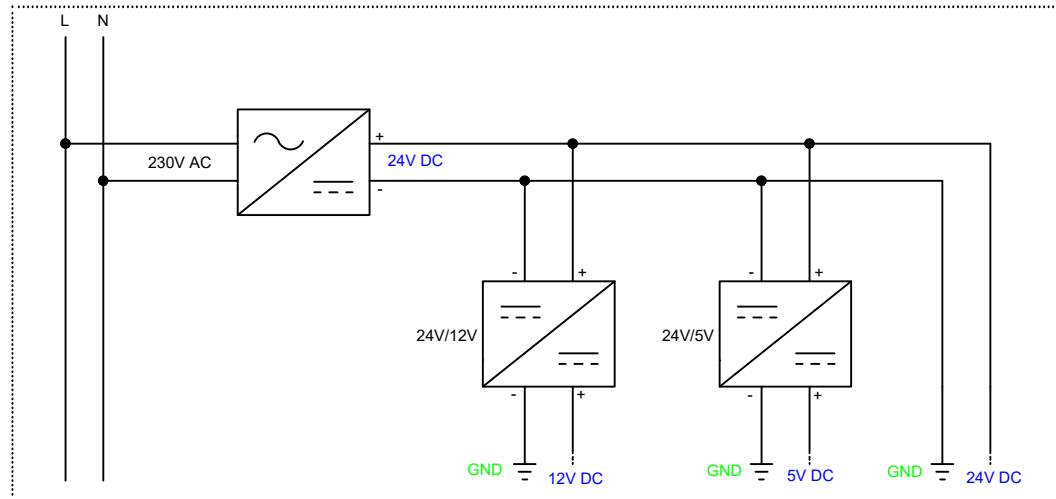 L N
+
230V AC
24V DC
-
- +
- +
24V/12V
24V/5V
- +
- +
GND
12V DC
GND
5V DC
GND
24V DC